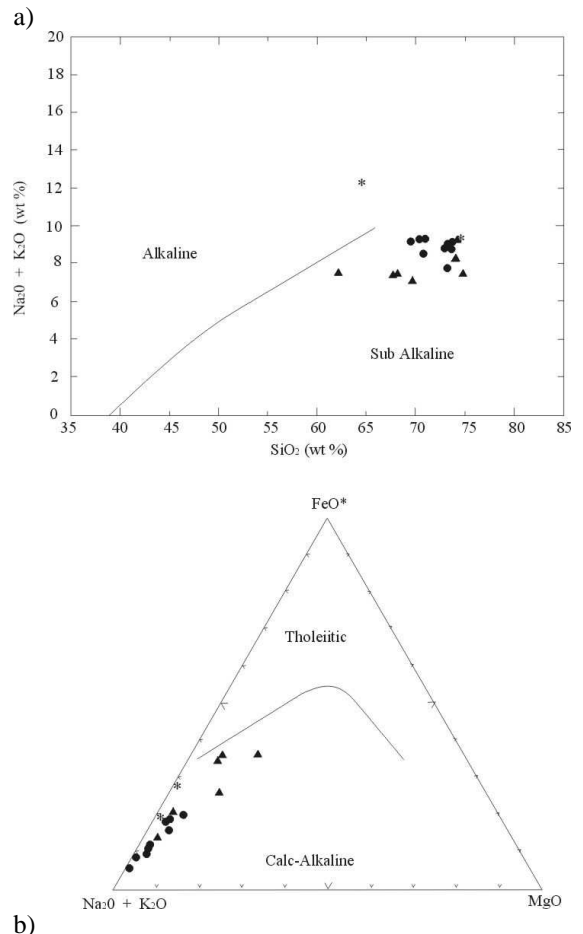 a)
20
18
16
14
12
10
8
6
4
2
0
Na₂0 + K₂O (wt %)
Alkaline
Sub Alkaline
35 40 45 50 55 60 65 70 75 80 85
SiO₂ (wt %)
FeO*
Tholeiitic
Calc-Alkaline
Na₂0 + K₂O MgO
b)